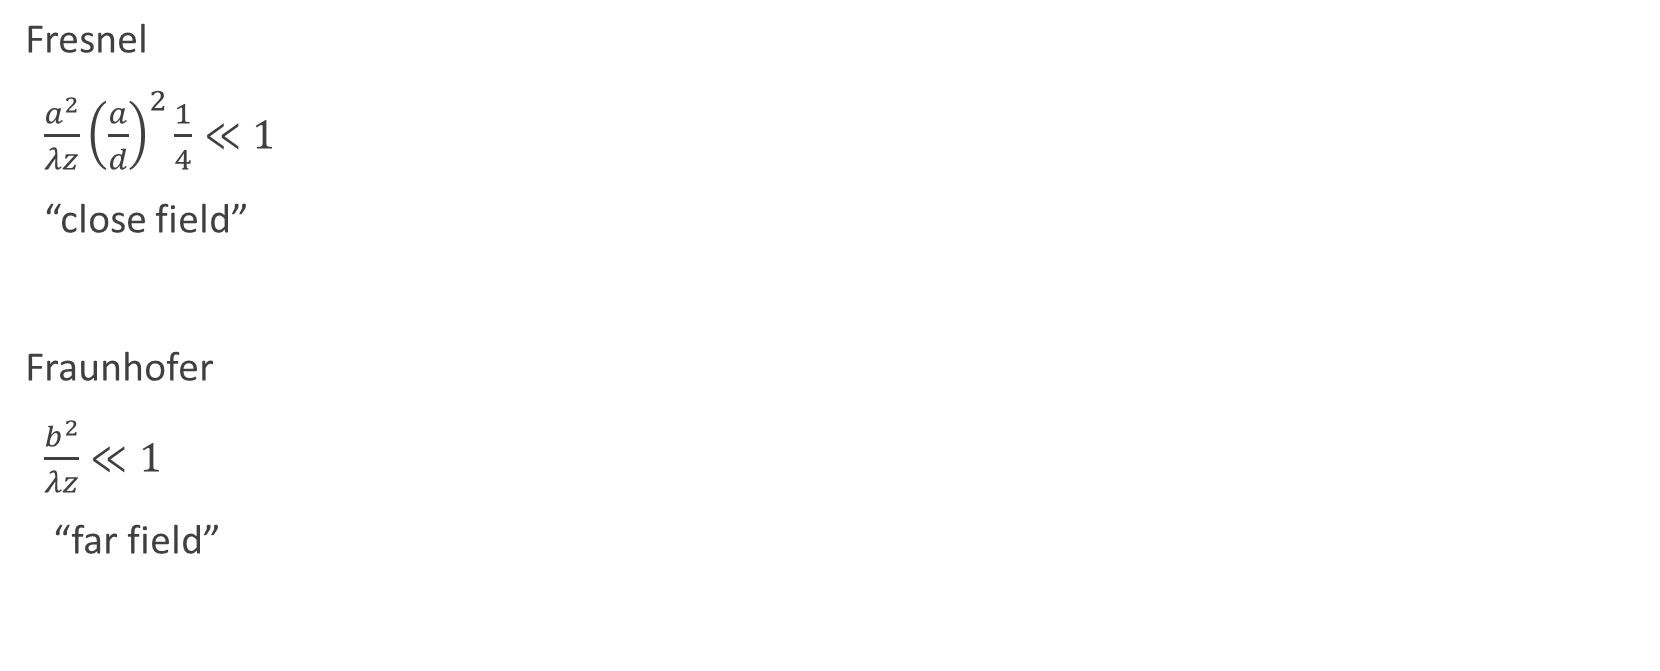 Fresnel
a²/λz (a/d)² 1/4 ≪ 1
“close field”
Fraunhofer
b²/λz ≪ 1
“far field”